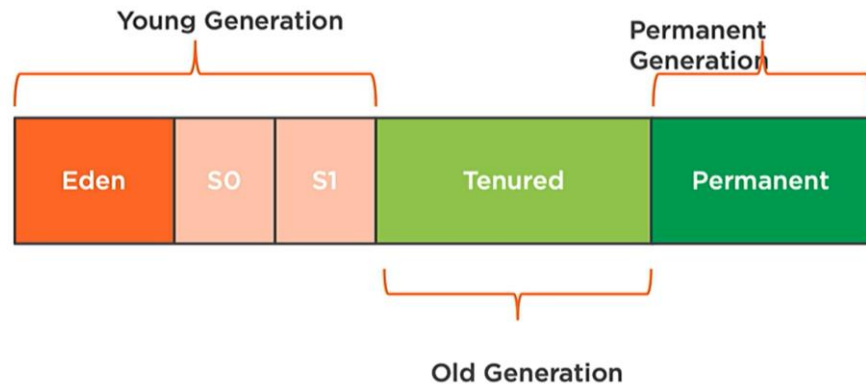 Young Generation
Permanent
Generation
Eden
S0
S1
Tenured
Permanent
Old Generation